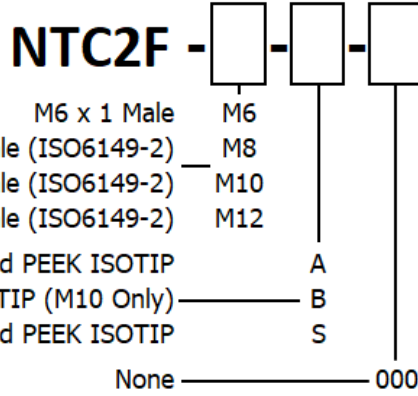 NTC2F - -
M6 x 1 Male M6
le (ISO6149-2) M8
le (ISO6149-2) M10
le (ISO6149-2) M12
d PEEK ISOTIP A
TIP (M10 Only) B
d PEEK ISOTIP S
None 000